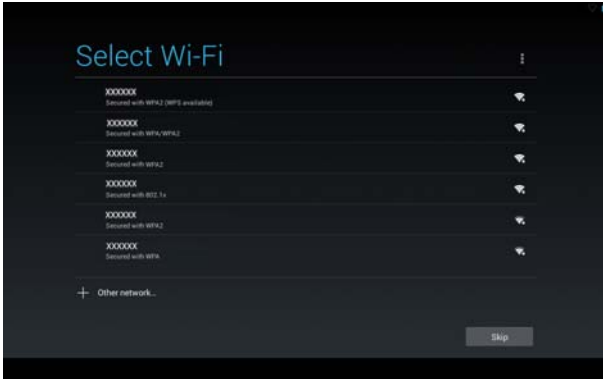 Select Wi-Fi
XXXXXX
Secured with WPA2 (WPS available)
XXXXXX
Secured with WPA/WPA2
XXXXXX
Secured with WPA2
XXXXXX
Secured with 802.1x
XXXXXX
Secured with WPA2
XXXXXX
Secured with WPA
Other network...
Skip